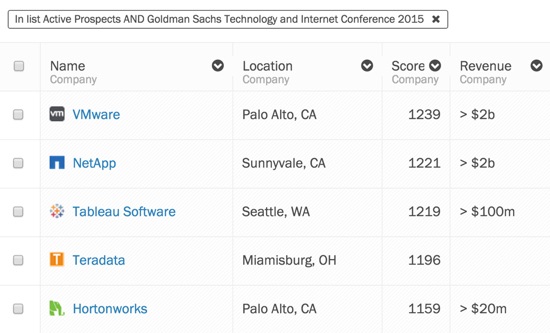 In list Active Prospects AND Goldman Sachs Technology and Internet Conference 2015 ✖
Name Location Score Revenue
Company Company Company Company
vm VMware Palo Alto, CA 1239 > $2b
NetApp Sunnyvale, CA 1221 > $2b
Tableau Software Seattle, WA 1219 > $100m
T Teradata Miamisburg, OH 1196
Hortonworks Palo Alto, CA 1159 > $20m